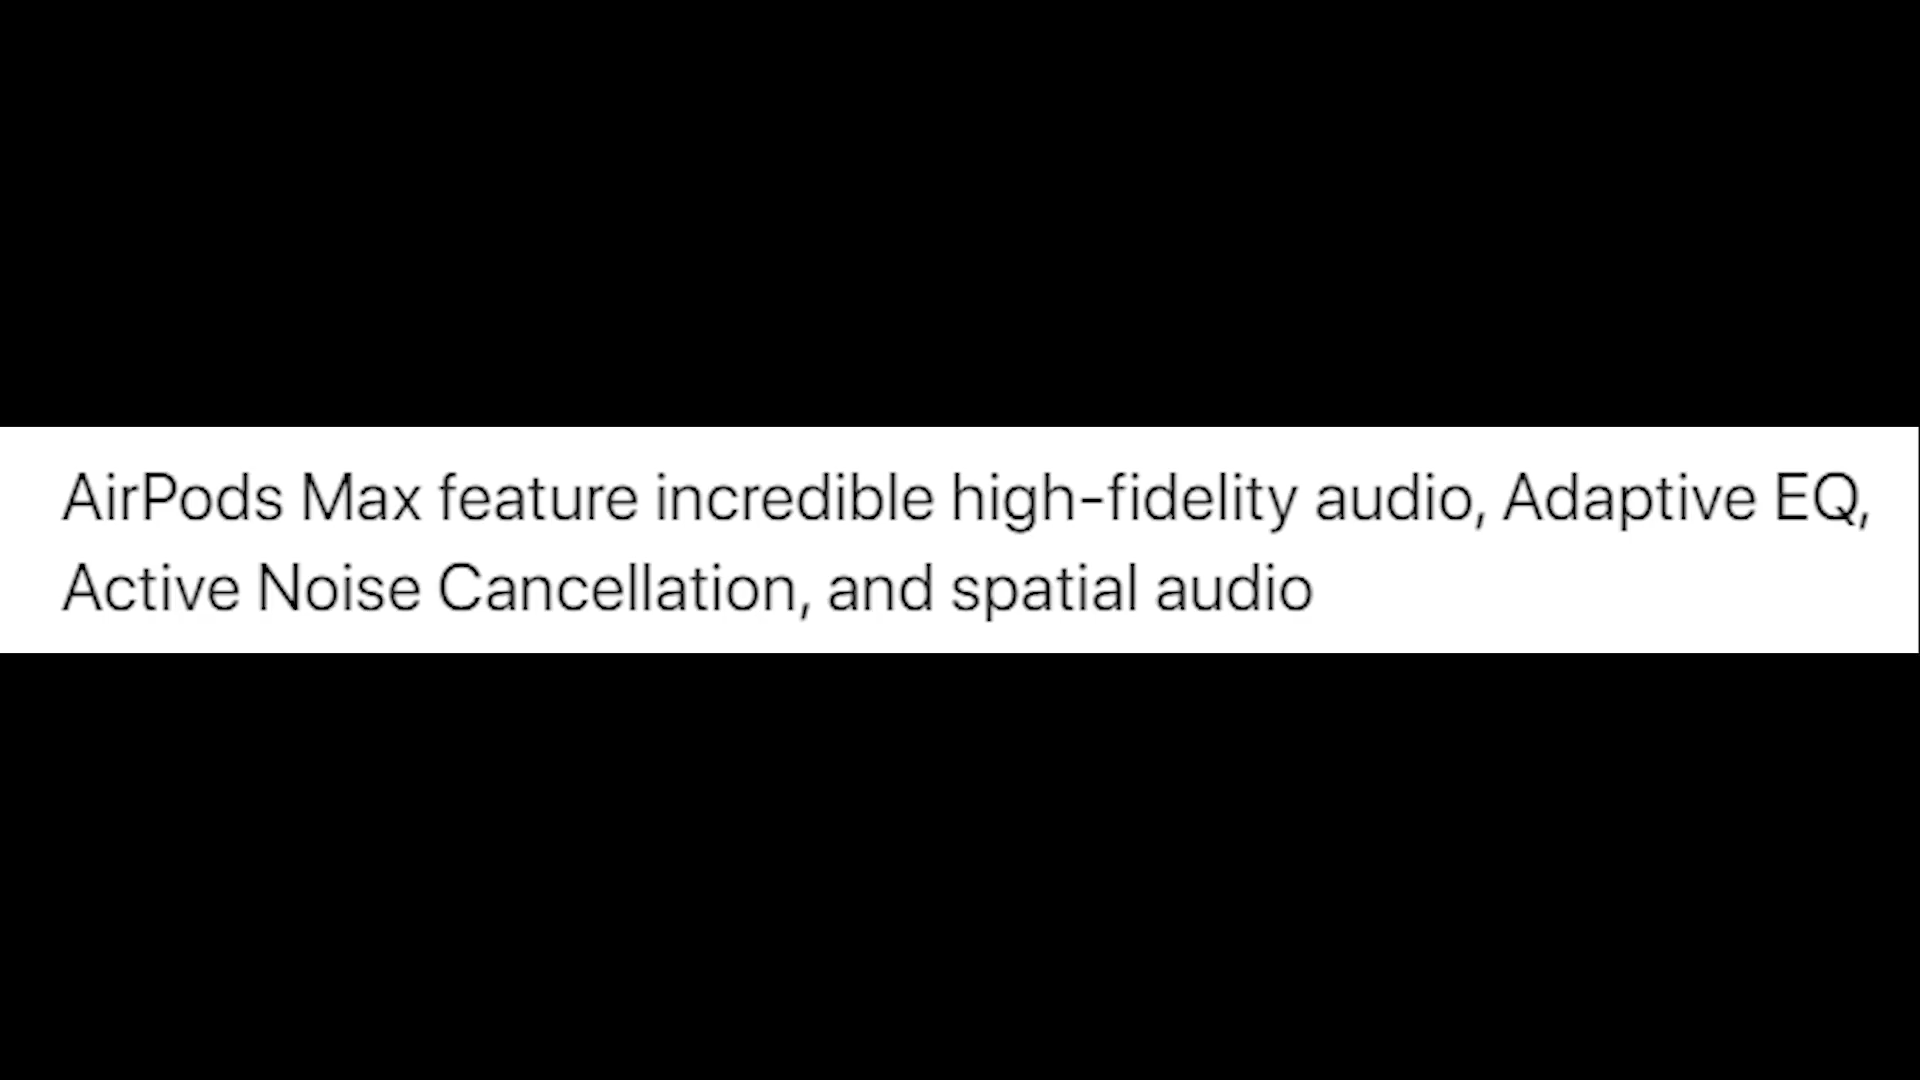 AirPods Max feature incredible high-fidelity audio, Adaptive EQ,
Active Noise Cancellation, and spatial audio